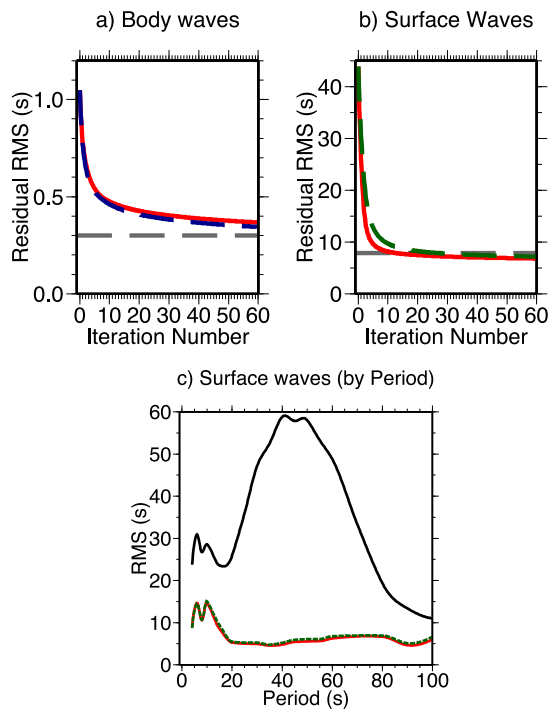 a) Body waves
b) Surface Waves
Residual RMS (s)
1.0
0.5
0.0
0 10 20 30 40 50 60
Iteration Number
Residual RMS (s)
40
30
20
10
0
0 10 20 30 40 50 60
Iteration Number
c) Surface waves (by Period)
RMS (s)
60
50
40
30
20
10
0
0 20 40 60 80 100
Period (s)